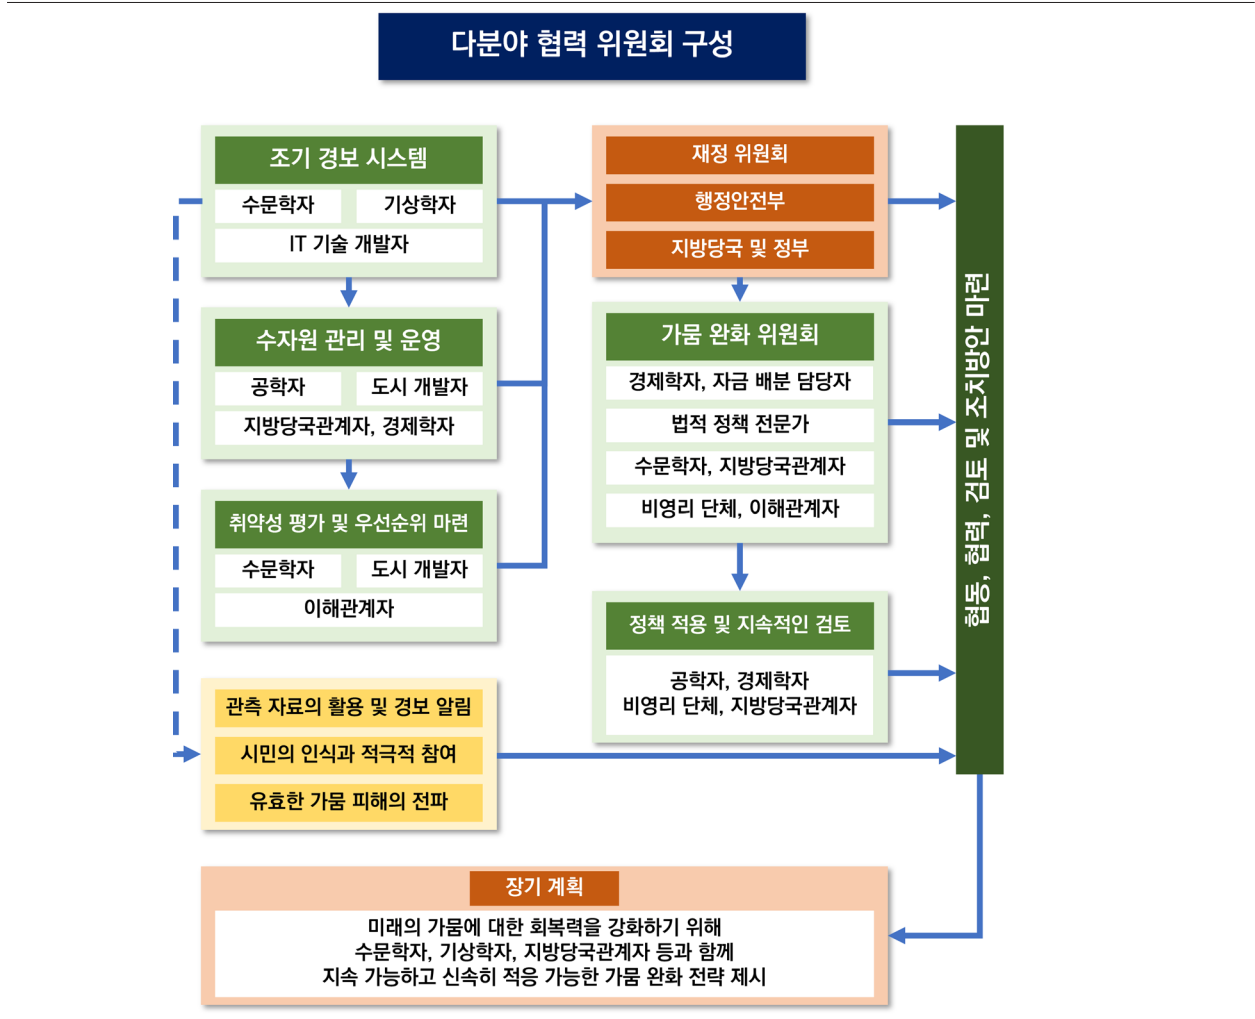 다분야 협력 위원회 구성
조기 경보 시스템
수문학자
기상학자
IT 기술 개발자
수자원 관리 및 운영
공학자
도시 개발자
지방당국관계자, 경제학자
취약성 평가 및 우선순위 마련
수문학자
도시 개발자
이해관계자
관측 자료의 활용 및 경보 알림
시민의 인식과 적극적 참여
유효한 가뭄 피해의 전파
재정 위원회
행정안전부
지방당국 및 정부
가뭄 완화 위원회
경제학자, 자금 배분 담당자
법적 정책 전문가
수문학자, 지방당국관계자
비영리 단체, 이해관계자
정책 적용 및 지속적인 검토
공학자, 경제학자
비영리 단체, 지방당국관계자
협동, 협력, 검토 및 조치방안 마련
장기 계획
미래의 가뭄에 대한 회복력을 강화하기 위해
수문학자, 기상학자, 지방당국관계자 등과 함께
지속 가능하고 신속히 적응 가능한 가뭄 완화 전략 제시